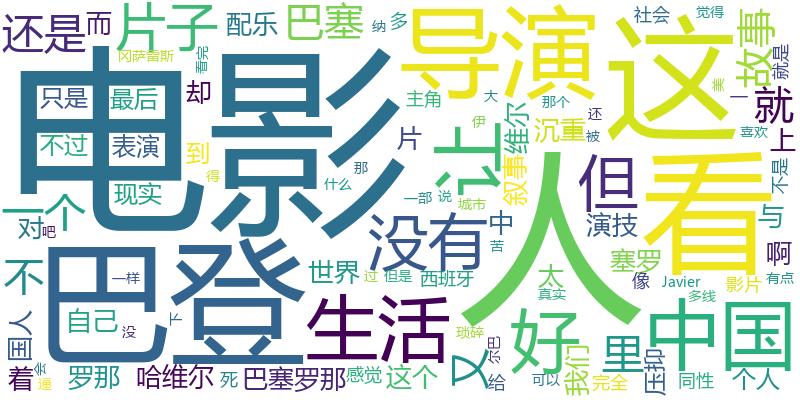 还是
而
片子
配乐
巴塞
纳
多
导演
这
社会
觉得
故事
冈萨雷斯
看完
就是
电影
只是
最后
却
主角
大
那个
一
美
就
不过
表演
片
让
维尔
沉重
还
被
喜欢
上
到
叙事
伊
人
但
看
不是
现实
得
那
什么
一部
说
城市
一个
对
吧
没有
中
演技
与
啊
不
巴登
一样
世界
过
但是
西班牙
苦
太
真实
塞罗
像
Javier
影片
有点
多线
国人
自己
没
下
生活
琐碎
好
里
中国
着
会
逼
罗那
哈维尔
死
巴塞罗那
感觉
这个
又
给
尔巴
可以
我们
完全
压抑
同性
个人